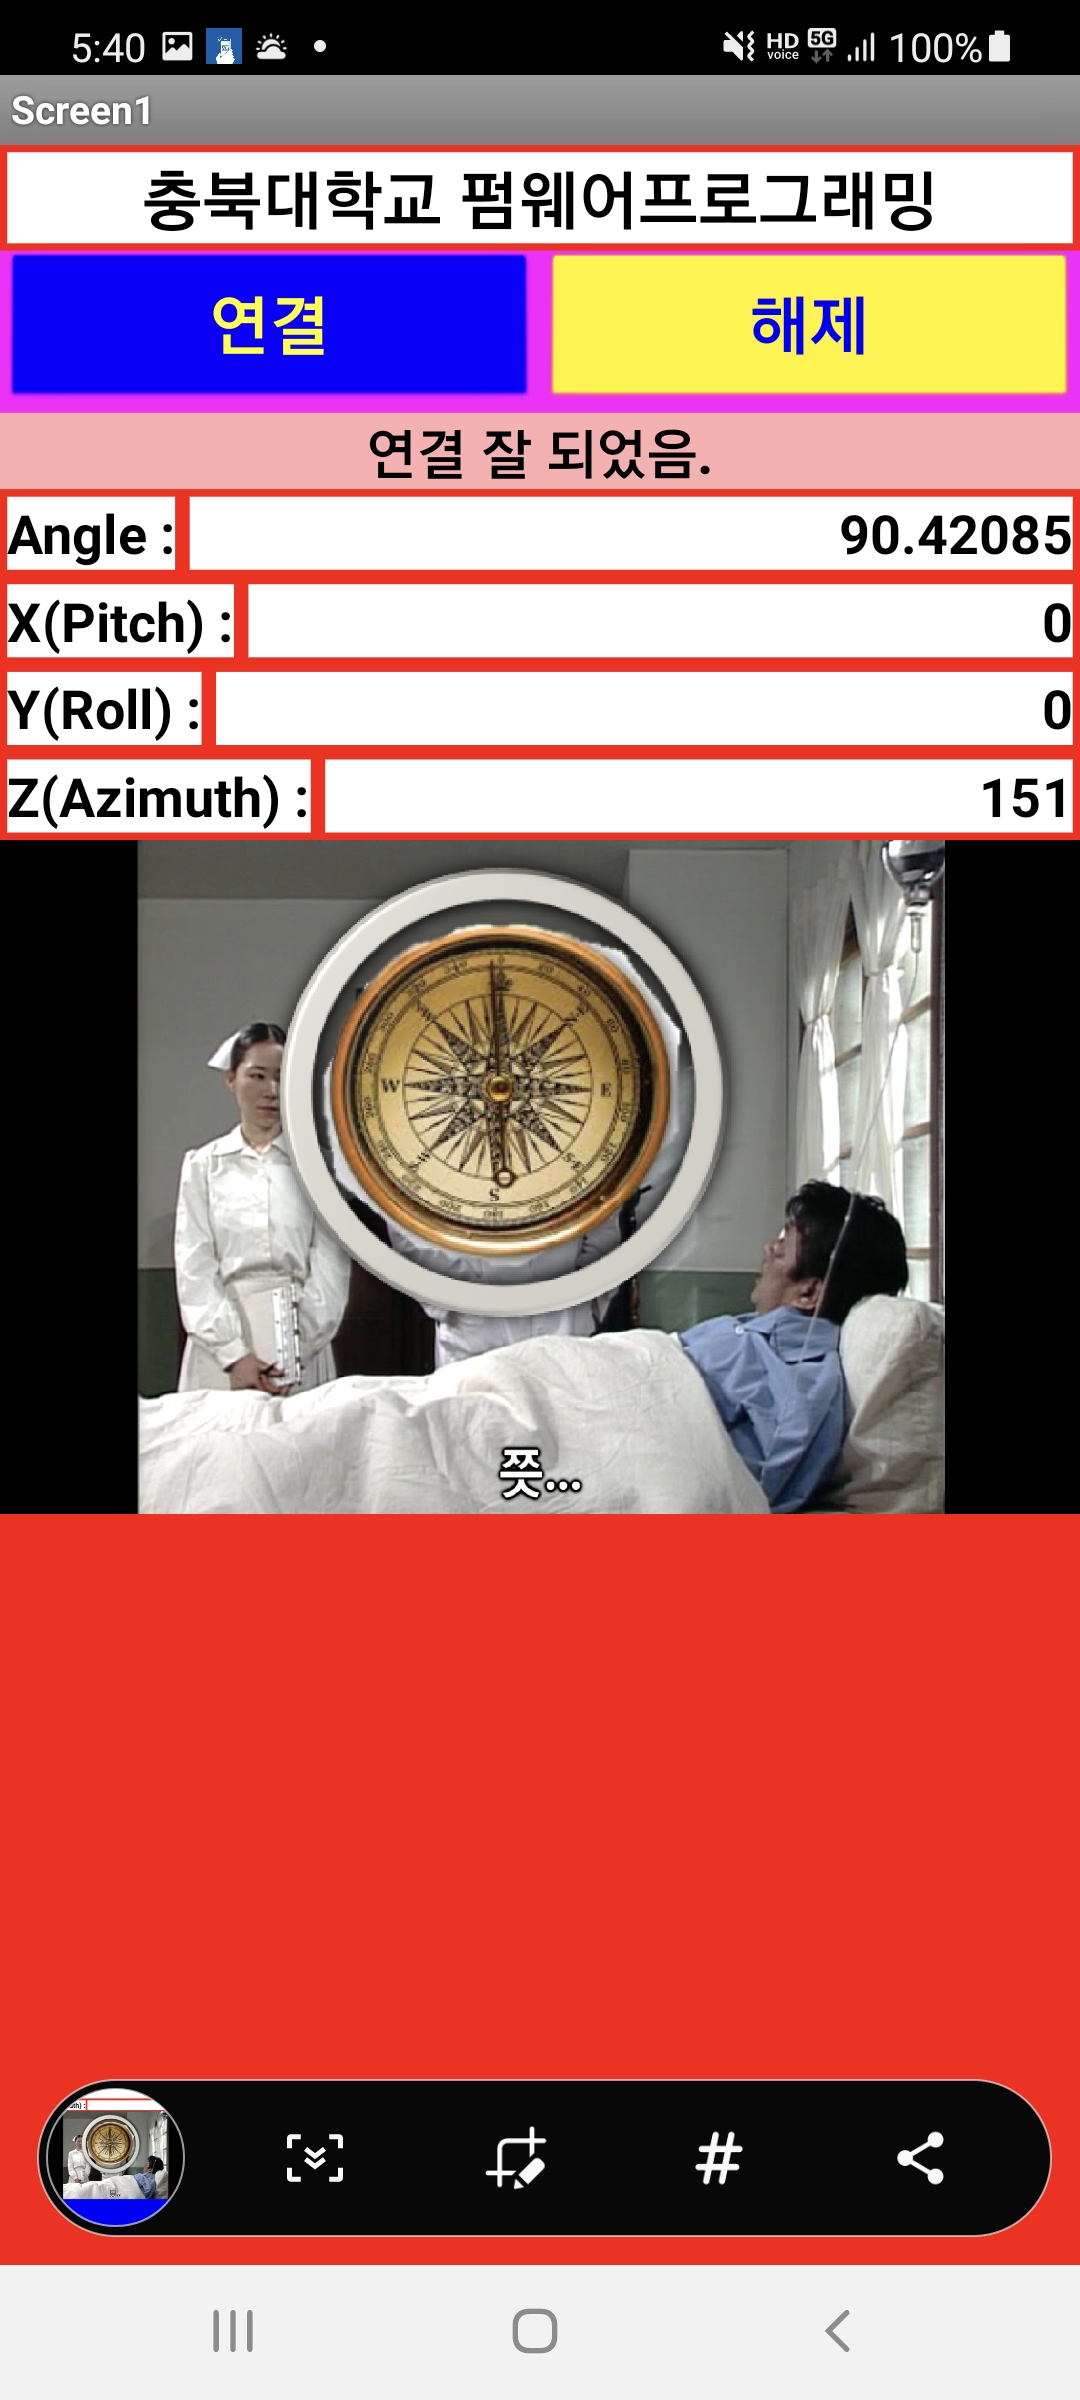 5:40 HD voice 5G 100%
Screen1
충북대학교 펌웨어프로그래밍
연결 해제
연결 잘 되었음.
Angle : 90.42085
X(Pitch) : 0
Y(Roll) : 0
Z(Azimuth) : 151
W E
S
쯧...